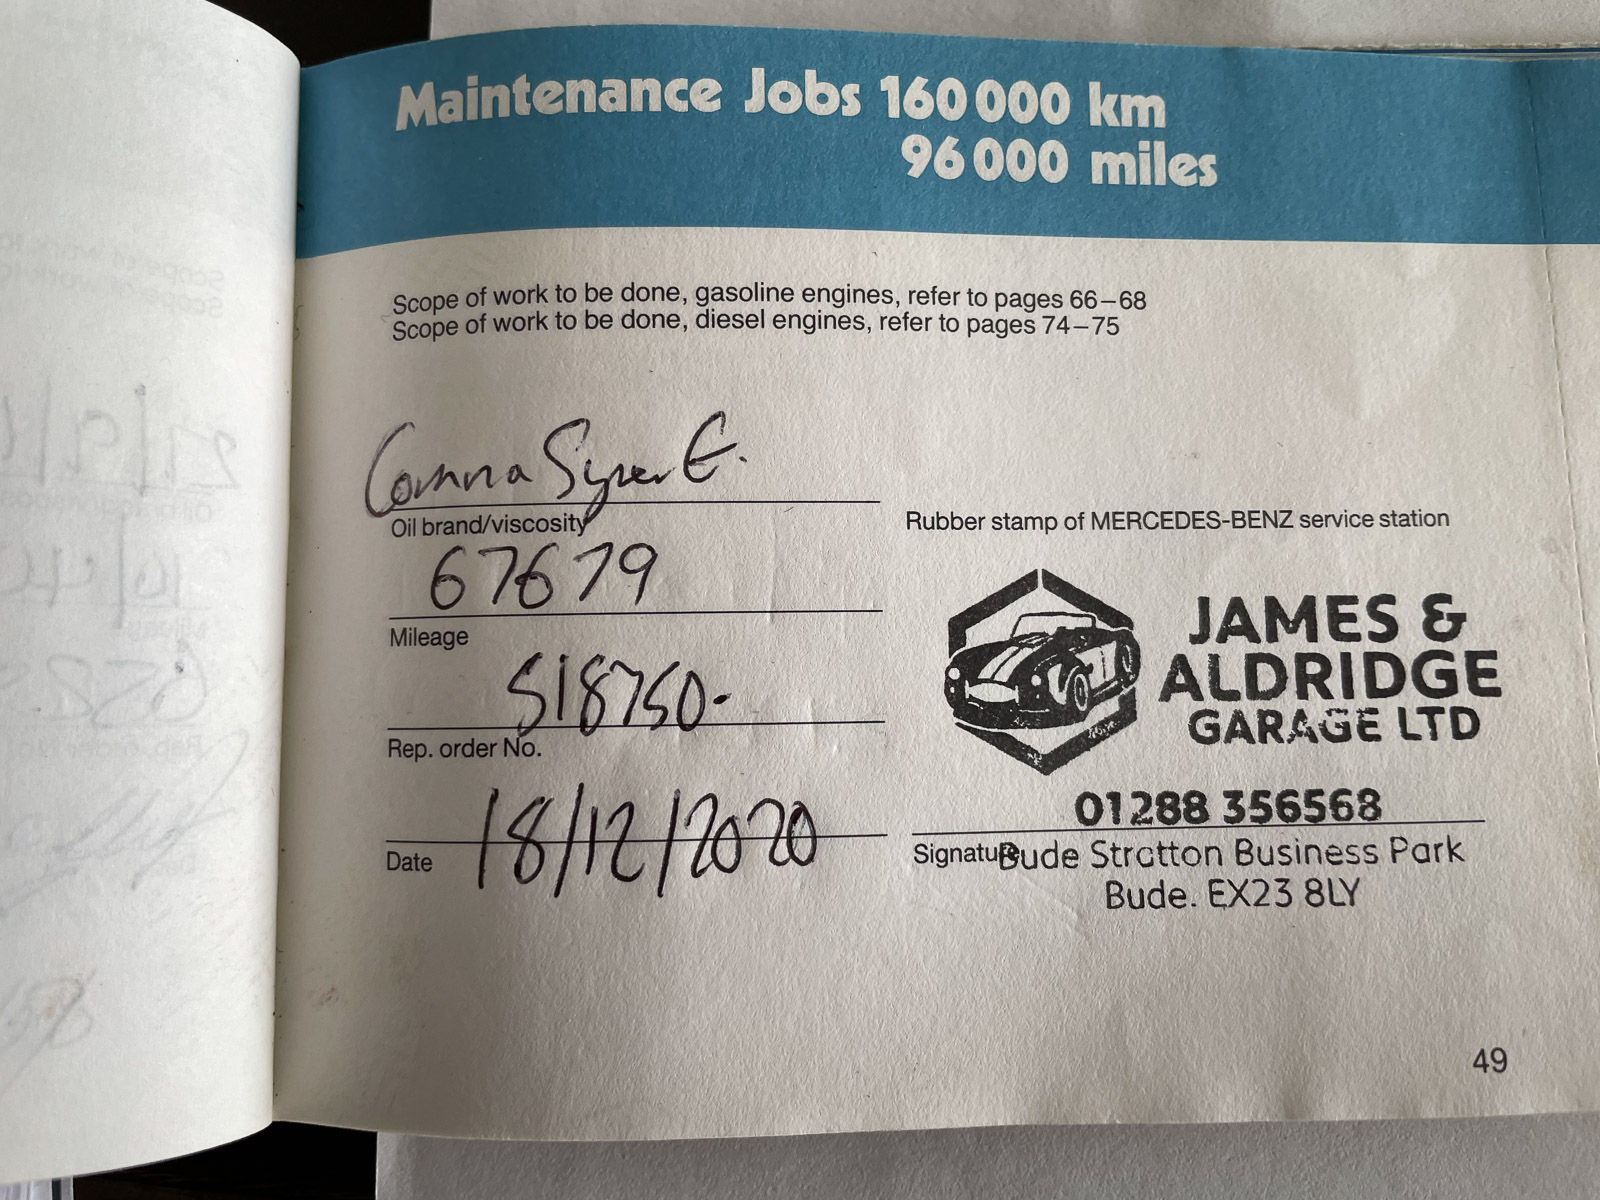 Maintenance Jobs 160 000 km
96 000 miles
Scope of work to be done, gasoline engines, refer to pages 66–68
Scope of work to be done, diesel engines, refer to pages 74–75
Comma Syner G.
Oil brand/viscosity
67679
Mileage
518750.
Rep. order No.
18/12/2020
Date
Rubber stamp of MERCEDES-BENZ service station
JAMES &
ALDRIDGE
GARAGE LTD
01288 356568
Signature
Bude Stratton Business Park
Bude. EX23 8LY
49